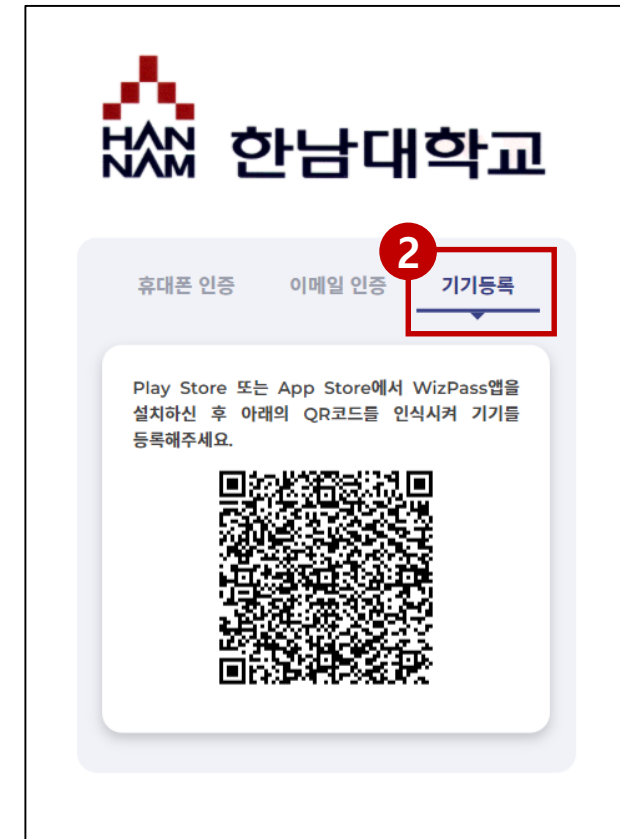 HAN
NAM 한남대학교
2
휴대폰 인증 이메일 인증 기기등록
Play Store 또는 App Store에서 WizPass앱을
설치하신 후 아래의 QR코드를 인식시켜 기기를
등록해주세요.